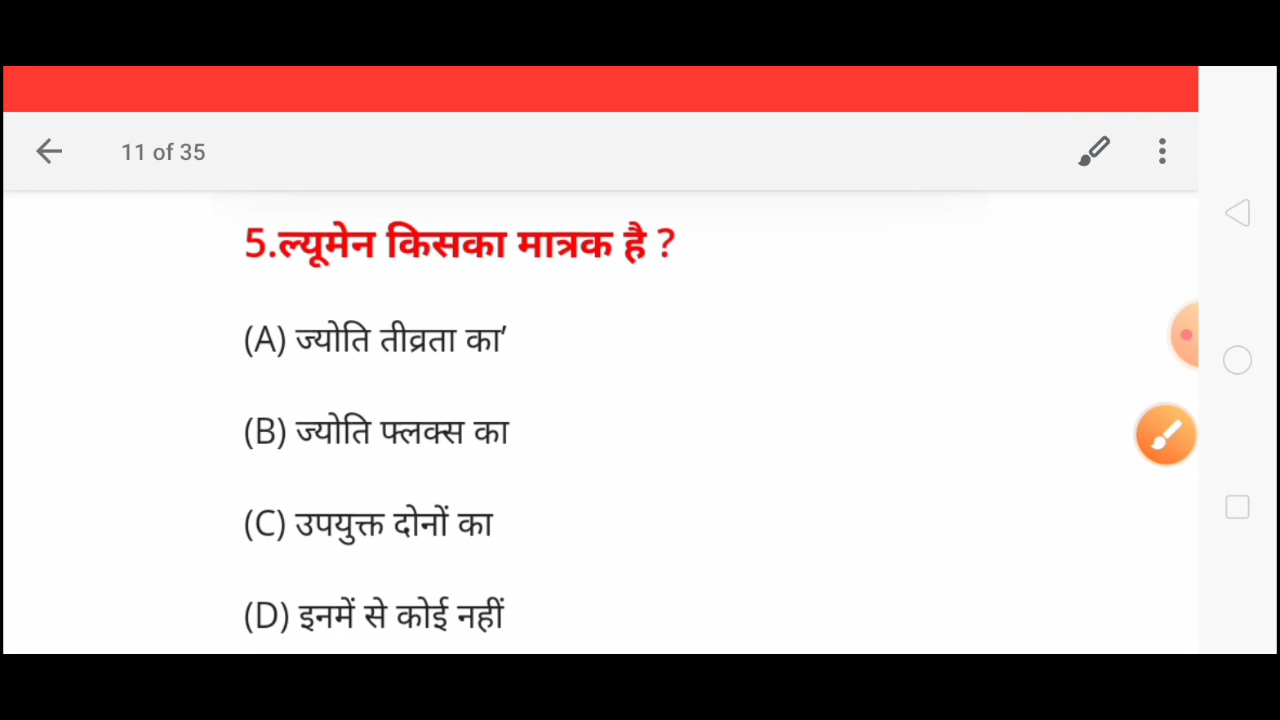 11 of 35
5.ल्यूमेन किसका मात्रक है ?
(A) ज्योति तीव्रता का’
(B) ज्योति फ्लक्स का
(C) उपयुक्त दोनों का
(D) इनमें से कोई नहीं